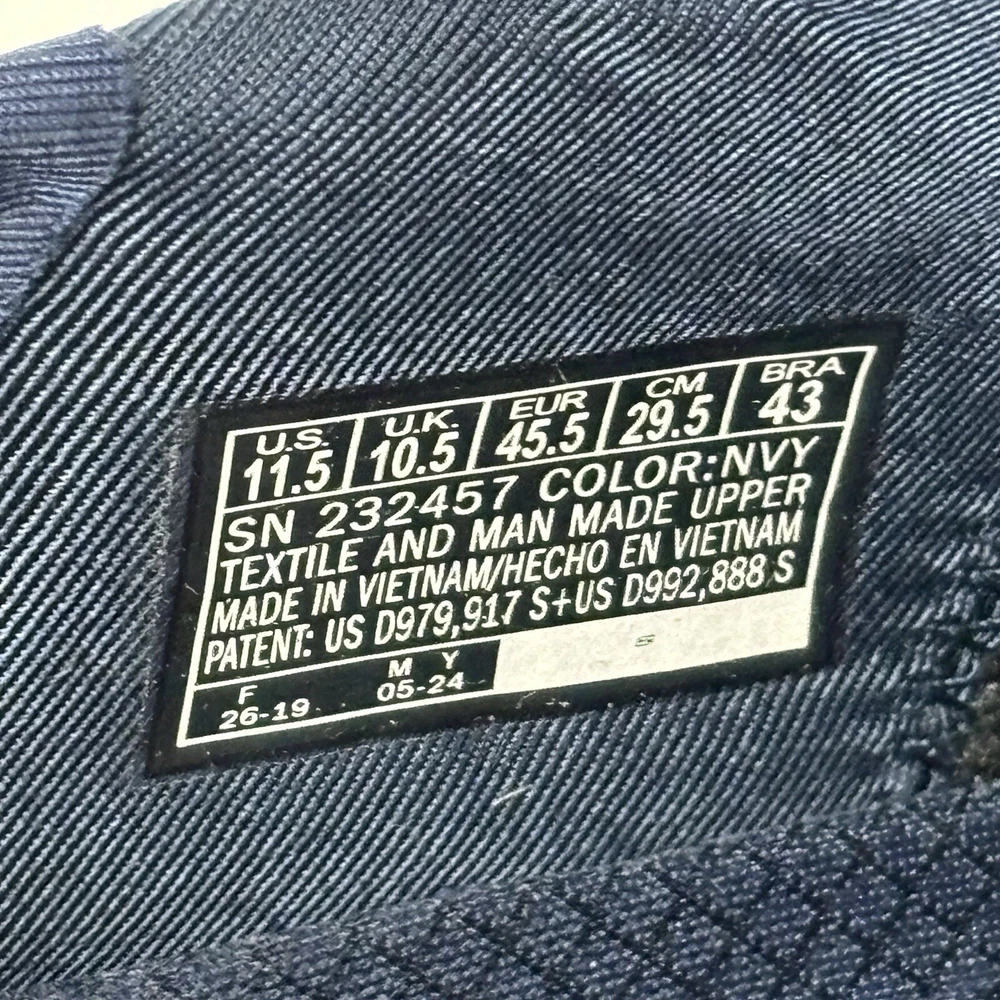 U.S. U.K. EUR CM BRA
11.5 10.5 45.5 29.5 43
SN 232457 COLOR:NVY
TEXTILE AND MAN MADE UPPER
MADE IN VIETNAM/HECHO EN VIETNAM
PATENT: US D979,917 S+US D992,888 S
F M Y
26-19 05-24